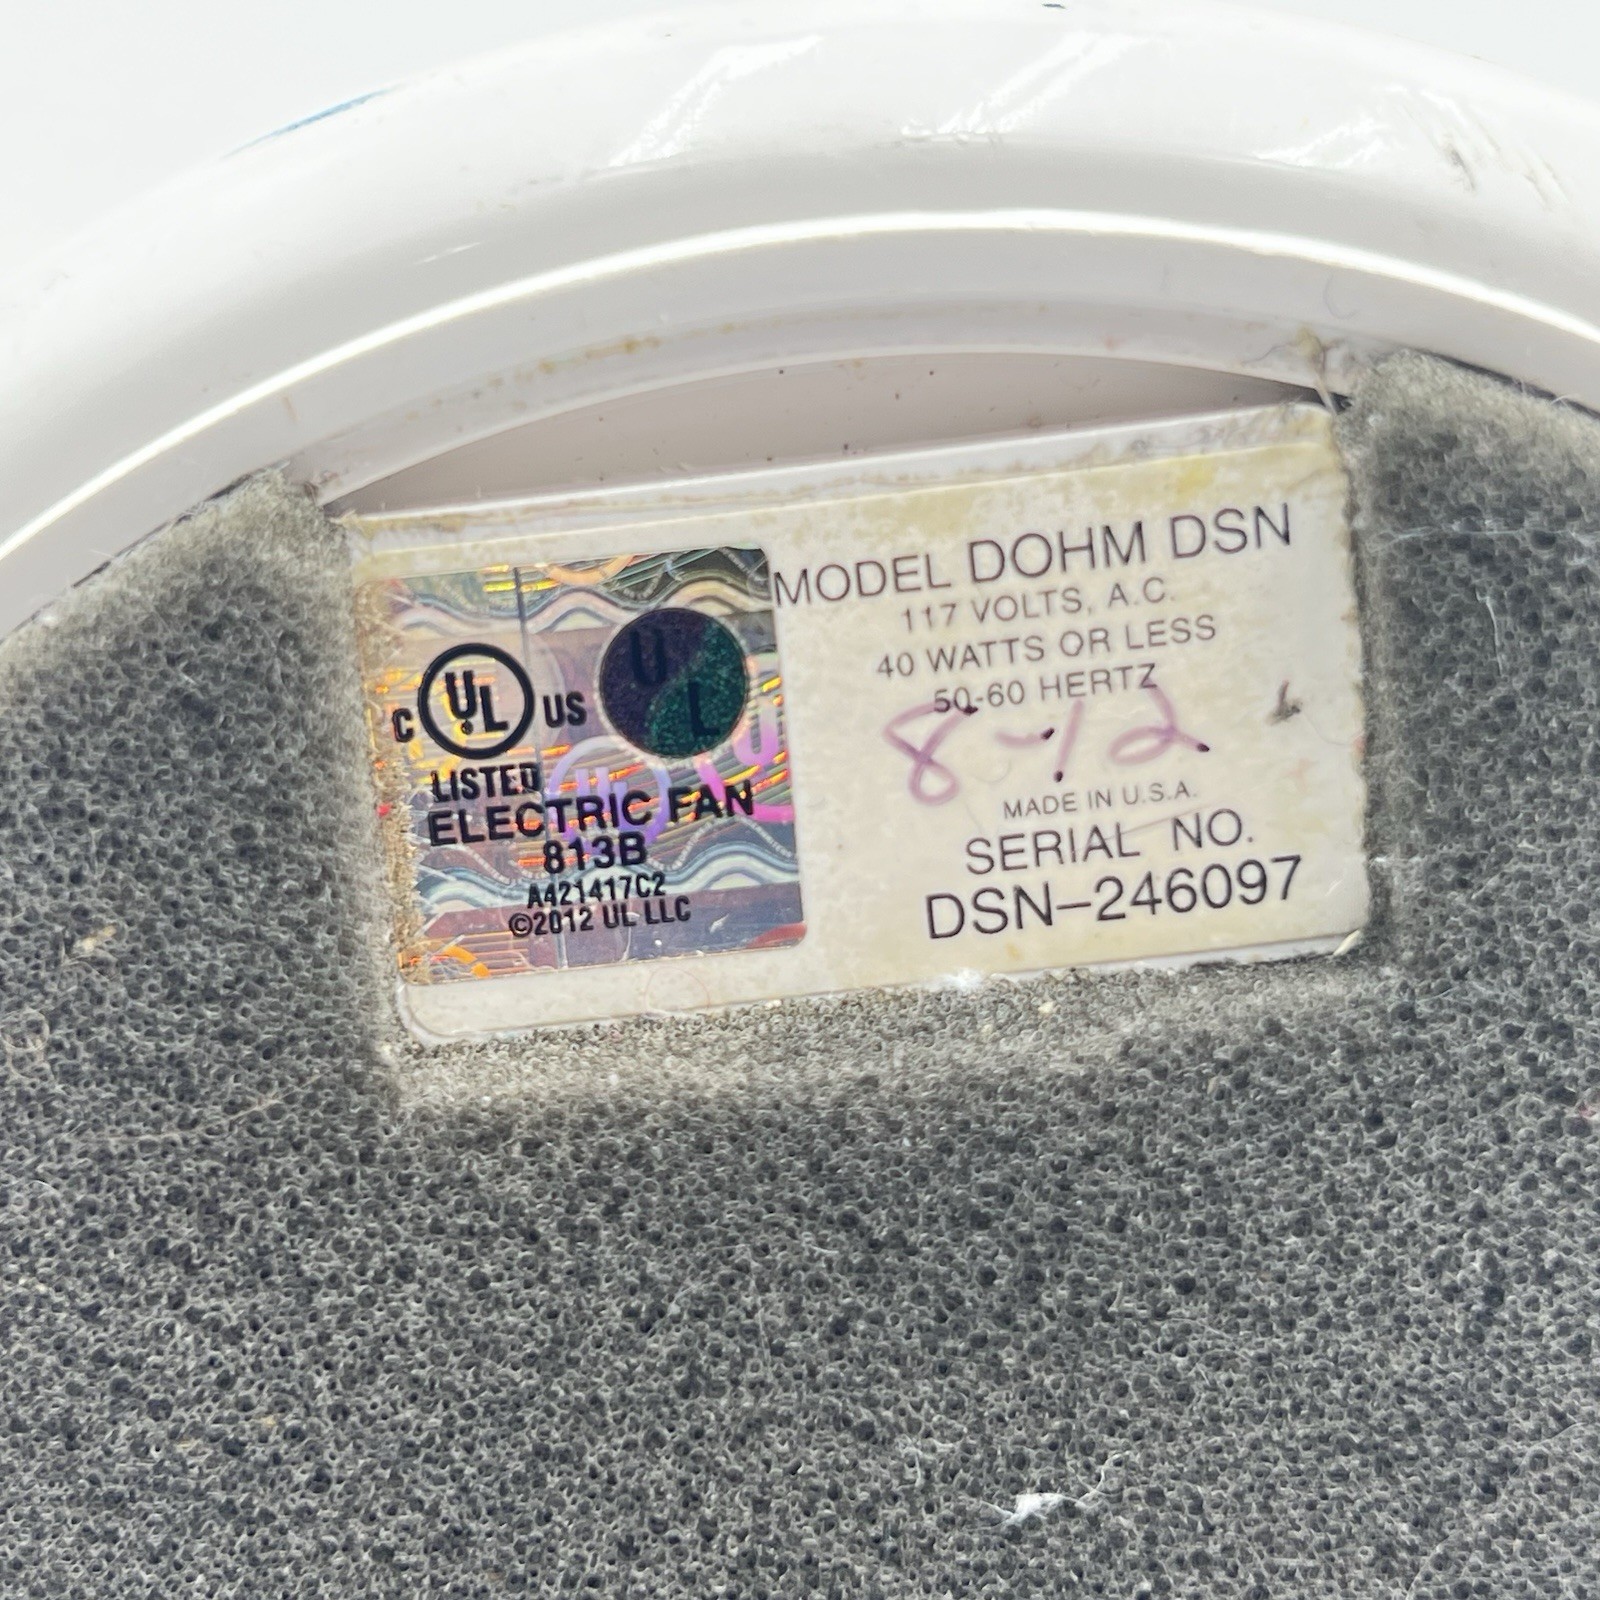 C UL US
UL
LISTED
ELECTRIC FAN
813B
A421417C2
©2012 UL LLC
MODEL DOHM DSN
117 VOLTS, A.C.
40 WATTS OR LESS
50-60 HERTZ
8-12
MADE IN U.S.A.
SERIAL NO.
DSN-246097